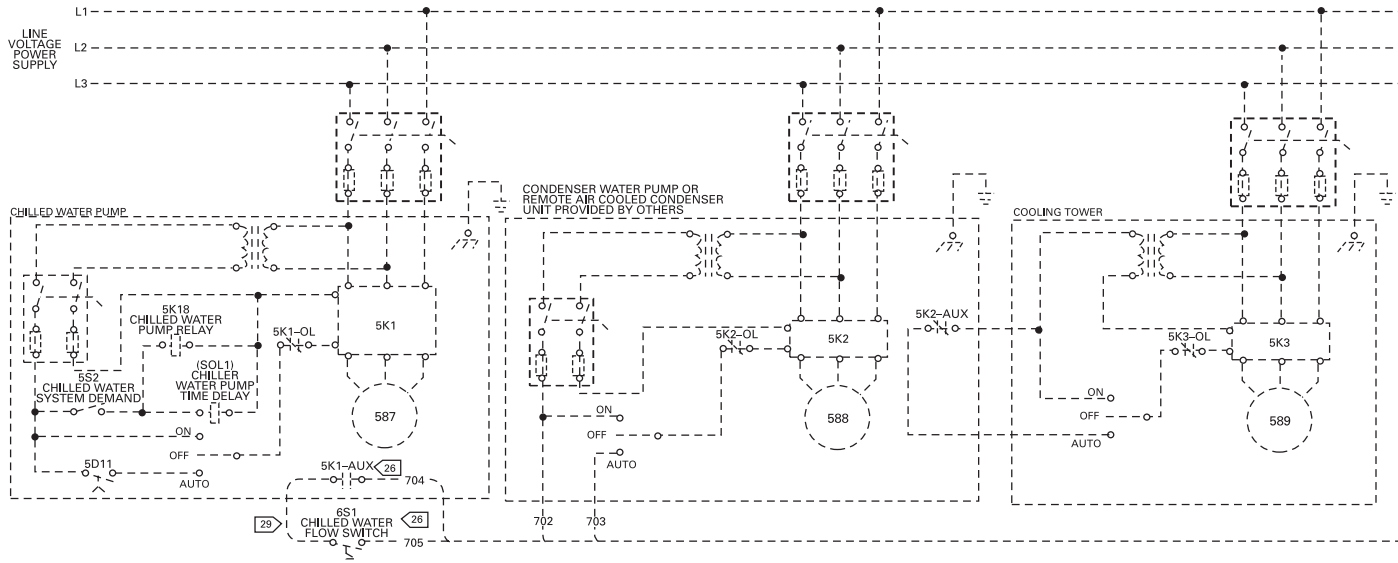 L1
LINE
VOLTAGE
POWER
SUPPLY
L2
L3
CHILLED WATER PUMP
CONDENSER WATER PUMP OR
REMOTE AIR COOLED CONDENSER
UNIT PROVIDED BY OTHERS
COOLING TOWER
5K18
CHILLED WATER
PUMP RELAY
5K1–OL
5K1
(SOL1)
CHILLER
WATER PUMP
TIME DELAY
5S2
CHILLED WATER
SYSTEM DEMAND
587
ON
OFF
AUTO
5D11
5K2–OL
5K2
588
ON
OFF
AUTO
5K2–AUX
5K3–OL
5K3
589
ON
OFF
AUTO
5K1–AUX
26
704
29
6S1
CHILLED WATER
FLOW SWITCH
26
705
702
703